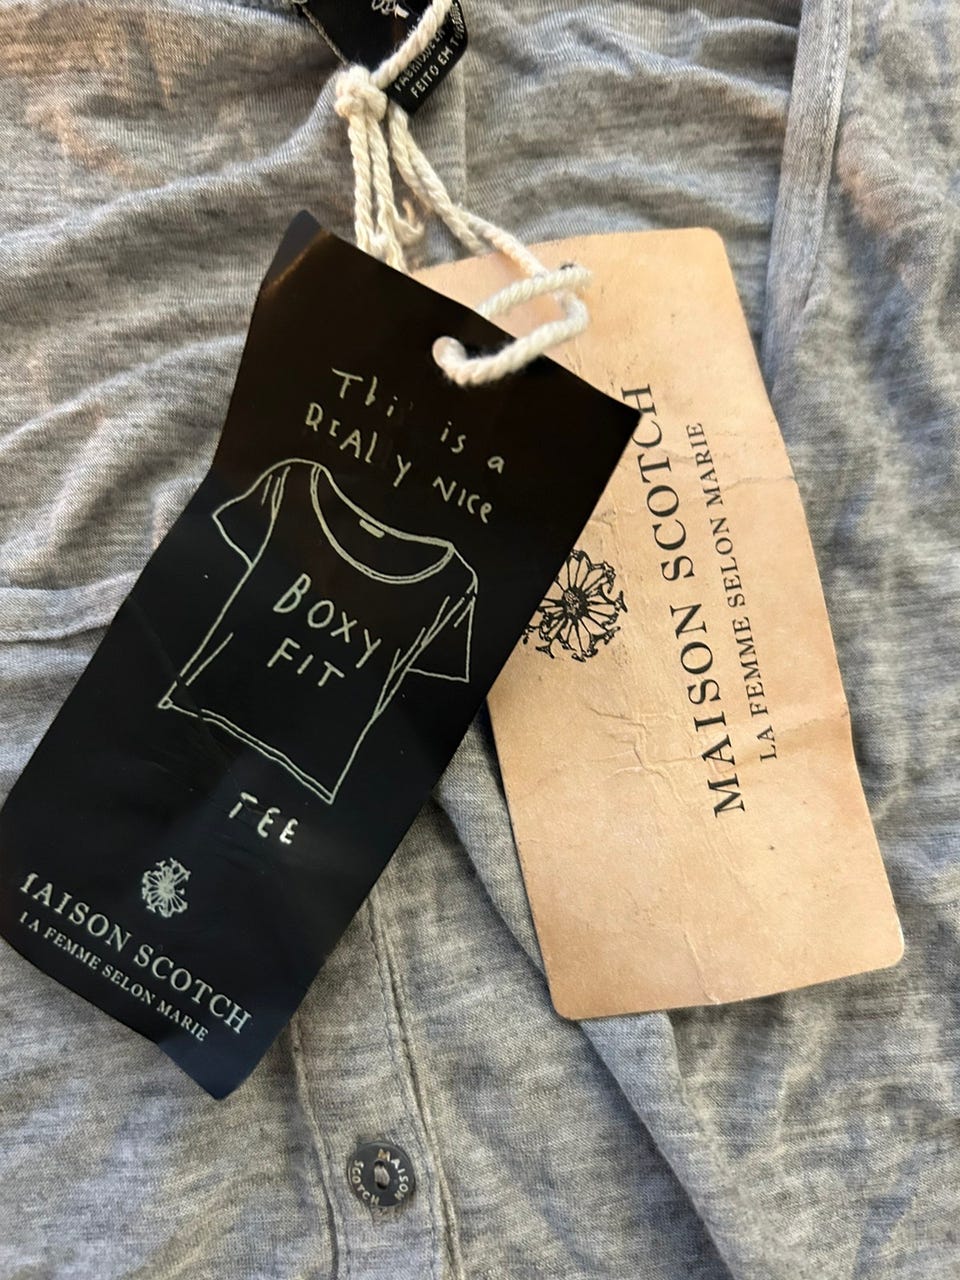 FEITO EM
This is a
REALLY NICE
BOXY
FIT
TEE
MAISON SCOTCH
LA FEMME SELON MARIE
MAISON SCOTCH
LA FEMME SELON MARIE
MAISON
SCOTCH